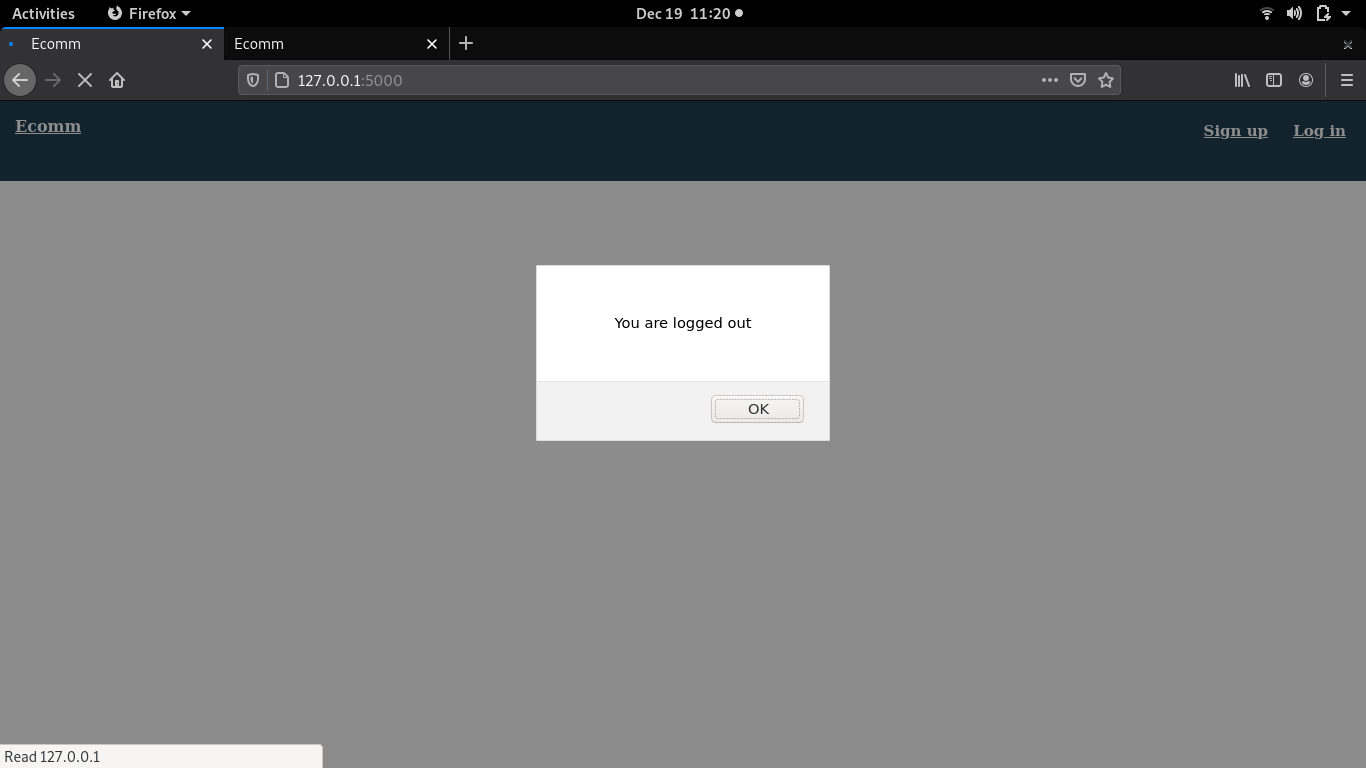 Activities Firefox Dec 19 11:20
Ecomm Ecomm
127.0.0.1:5000
Ecomm Sign up Log in
You are logged out
OK
Read 127.0.0.1